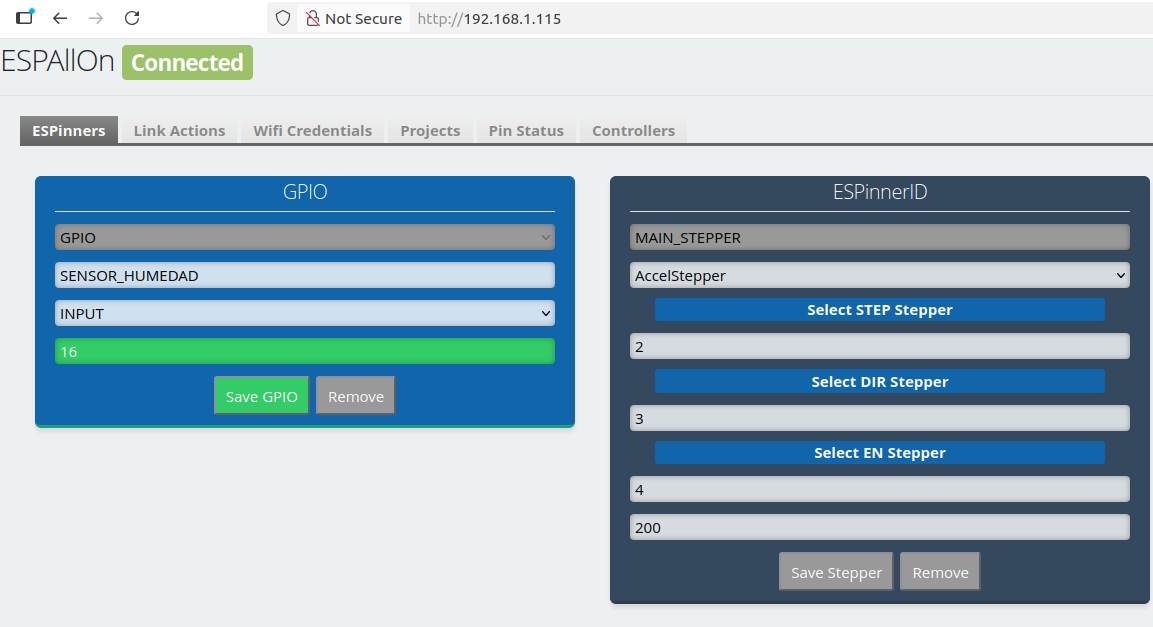 Not Secure http://192.168.1.115
ESPAllOn Connected
ESPinners Link Actions Wifi Credentials Projects Pin Status Controllers
GPIO
GPIO
SENSOR_HUMEDAD
INPUT
16
Save GPIO Remove
ESPinnerID
MAIN_STEPPER
AccelStepper
Select STEP Stepper
2
Select DIR Stepper
3
Select EN Stepper
4
200
Save Stepper Remove